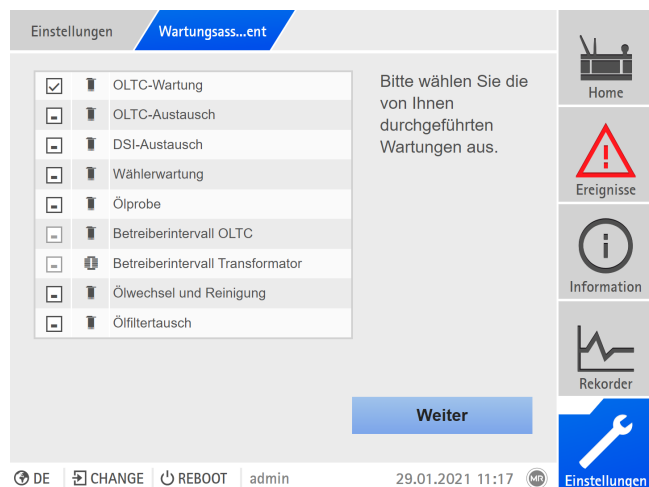 Einstellungen
Wartungsass...ent
OLTC-Wartung
OLTC-Austausch
DSI-Austausch
Wählerwartung
Ölprobe
Betreiberintervall OLTC
Betreiberintervall Transformator
Ölwechsel und Reinigung
Ölfiltertausch
Bitte wählen Sie die
von Ihnen
durchgeführten
Wartungen aus.
Weiter
Home
Ereignisse
Information
Rekorder
Einstellungen
DE CHANGE REBOOT admin 29.01.2021 11:17 MR